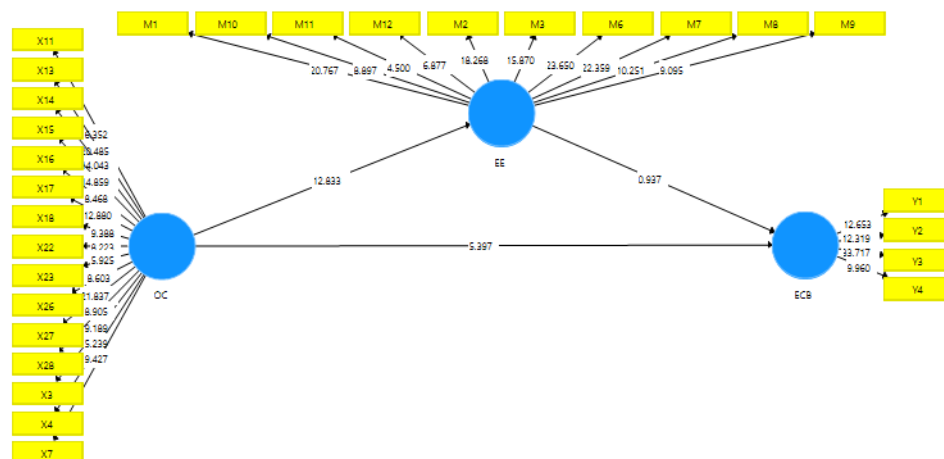 M1 M10 M11 M12 M2 M3 M6 M7 M8 M9
20.767 8.897 4.500 6.877 18.268 15.870 23.650 22.359 10.251 9.095
EE
X11
X13
X14
X15
X16
X17
X18
X22
X23
X26
X27
X28
X3
X4
X7
4.859
8.468
12.880
9.388
5.925
8.603
8.905
9.189
5.239
9.427
OC
12.833
0.937
5.397
ECB
12.653
12.319
33.717
9.960
Y1
Y2
Y3
Y4